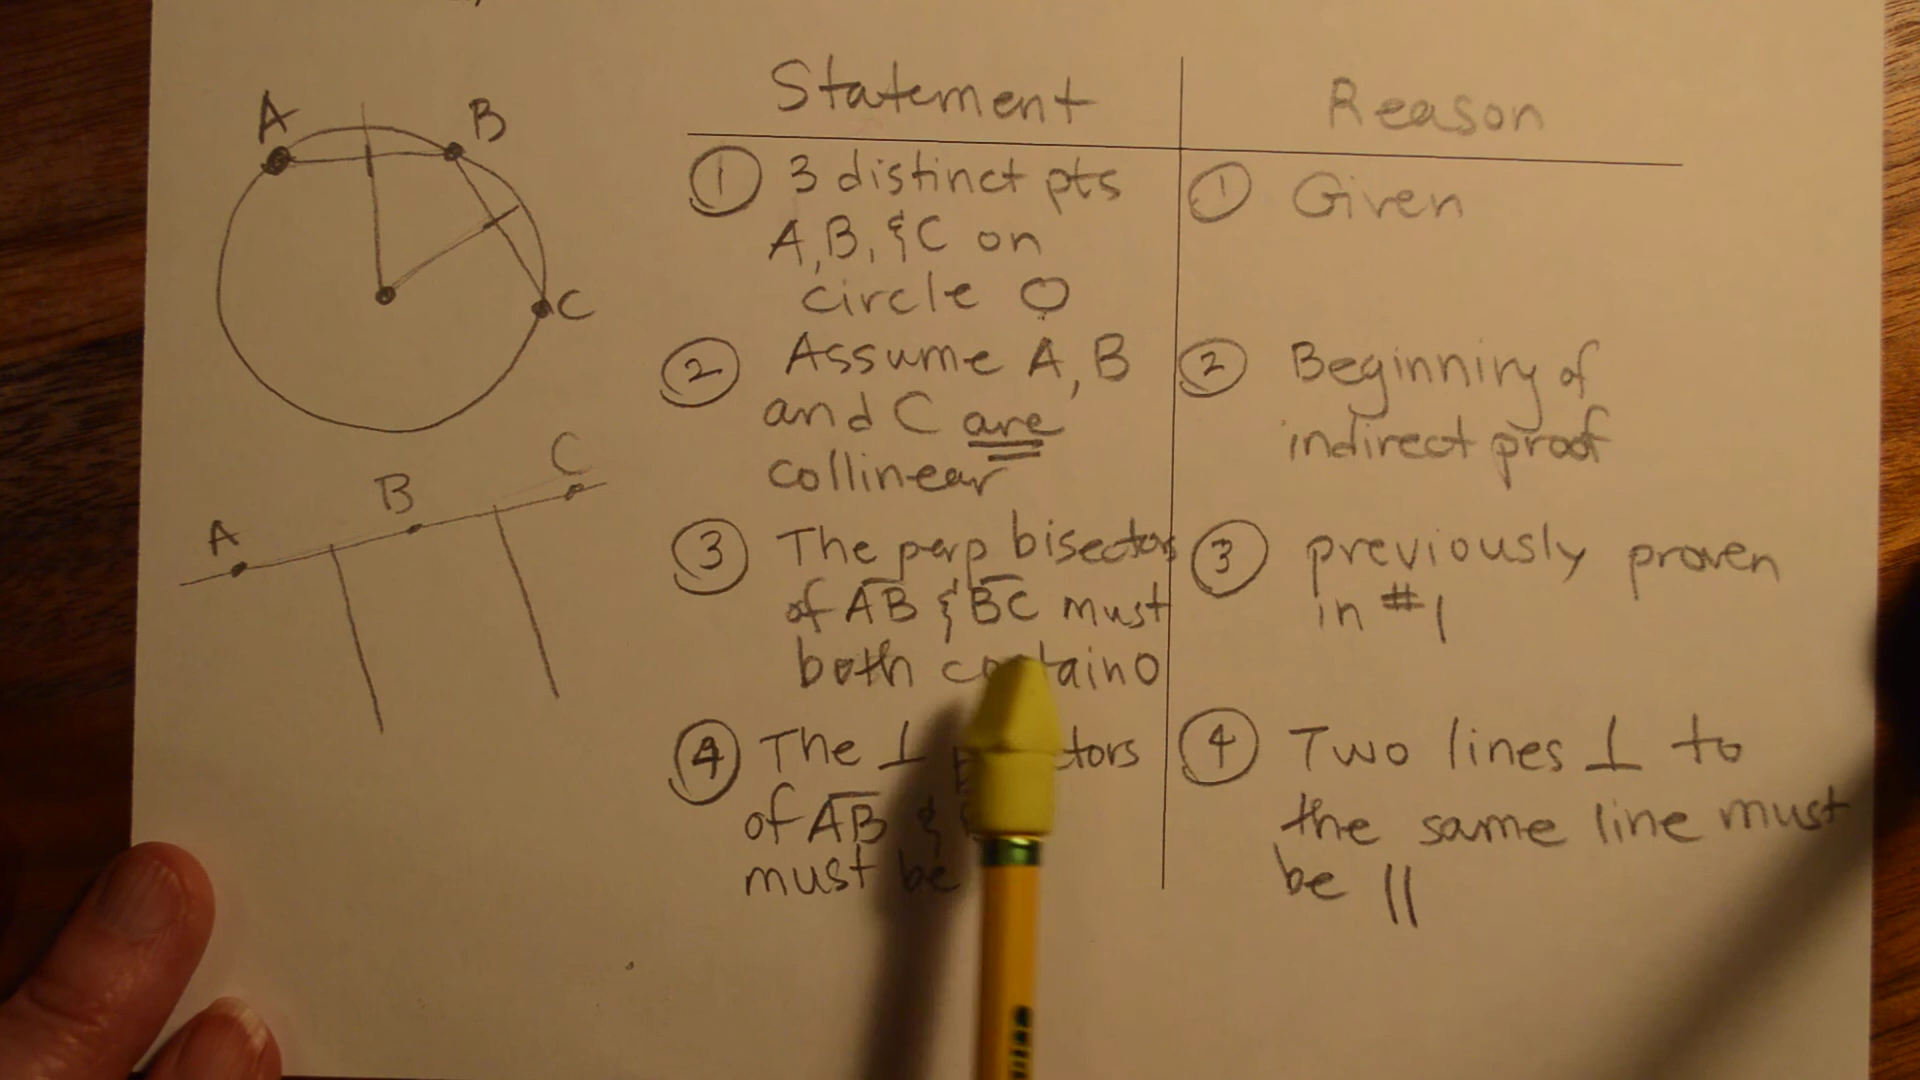 A
B
C
A
B
C
Statement
Reason
① 3 distinct pts
A, B, & C on
circle O
① Given
② Assume A, B
and C are
collinear
② Beginning of
indirect proof
③ The perp bisectors
of AB & BC must
both contain O
③ previously proven
in #1
④ The ⊥
of AB &
must be
④ Two lines ⊥ to
the same line must
be ||